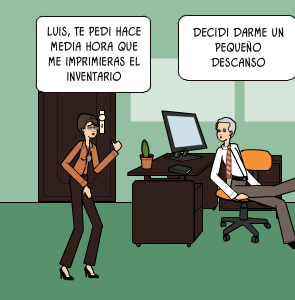 LUIS, TE PEDI HACE
MEDIA HORA QUE
ME IMPRIMIERAS EL
INVENTARIO
DECIDI DARME UN
PEQUEÑO
DESCANSO